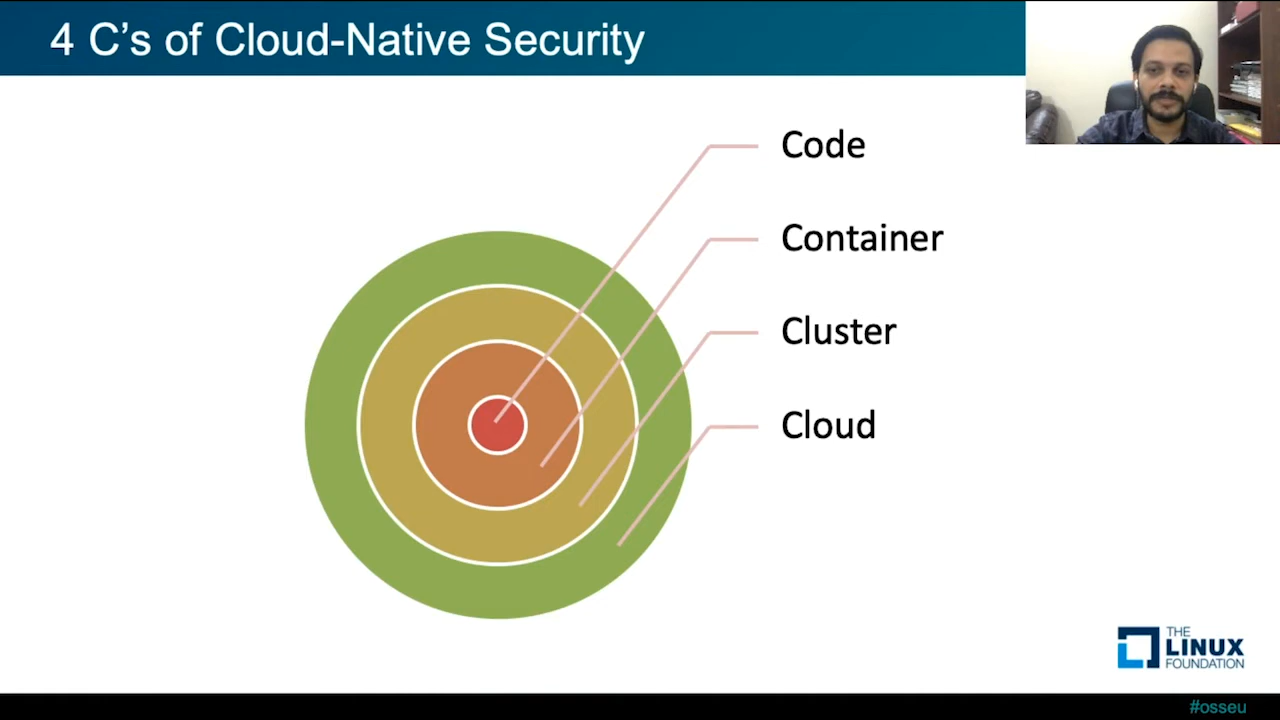 4 C’s of Cloud-Native Security
Code
Container
Cluster
Cloud
THE
LINUX
FOUNDATION
#osseu